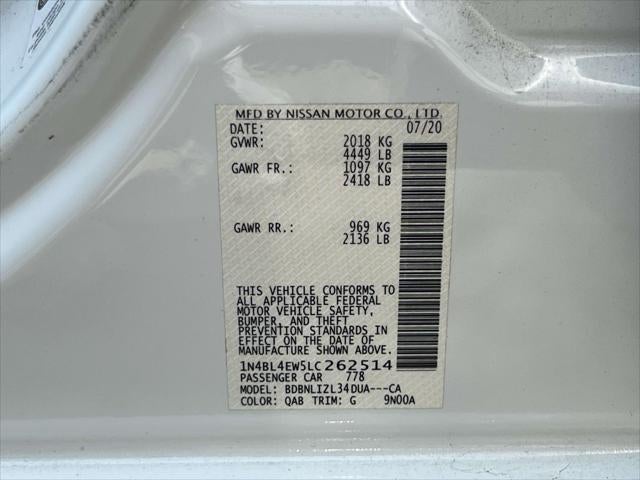 MFD BY NISSAN MOTOR CO., LTD.
DATE: 07/20
GVWR: 2018 KG
4449 LB
GAWR FR.: 1097 KG
2418 LB
GAWR RR.: 969 KG
2136 LB
THIS VEHICLE CONFORMS TO
ALL APPLICABLE FEDERAL
MOTOR VEHICLE SAFETY,
BUMPER, AND THEFT
PREVENTION STANDARDS IN
EFFECT ON THE DATE OF
MANUFACTURE SHOWN ABOVE.
1N4BL4EW5LC262514
PASSENGER CAR 778
MODEL: BDBNLIZL34DUA---CA
COLOR: QAB TRIM: G 9N00A